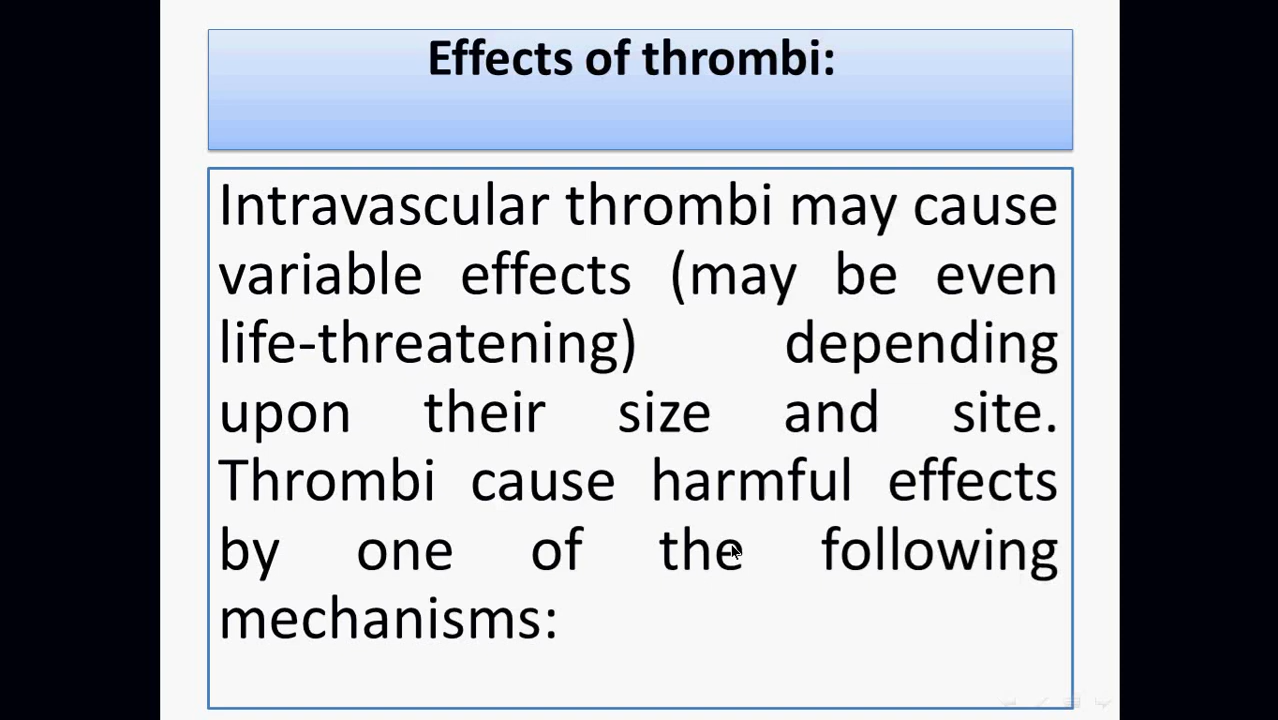 Effects of thrombi:
Intravascular thrombi may cause
variable effects (may be even
life-threatening) depending
upon their size and site.
Thrombi cause harmful effects
by one of the following
mechanisms: